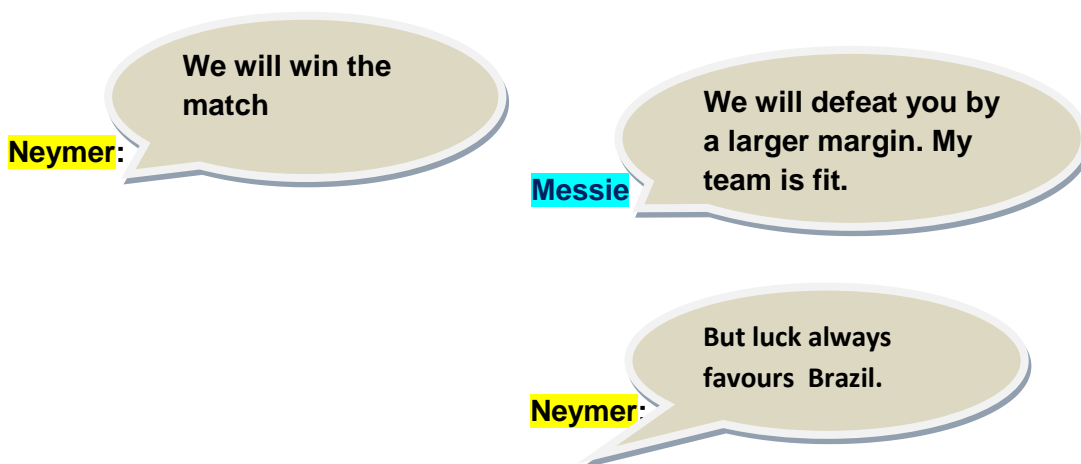 We will win the
match
Neymer:
We will defeat you by
a larger margin. My
team is fit.
Messie
But luck always
favours Brazil.
Neymer: